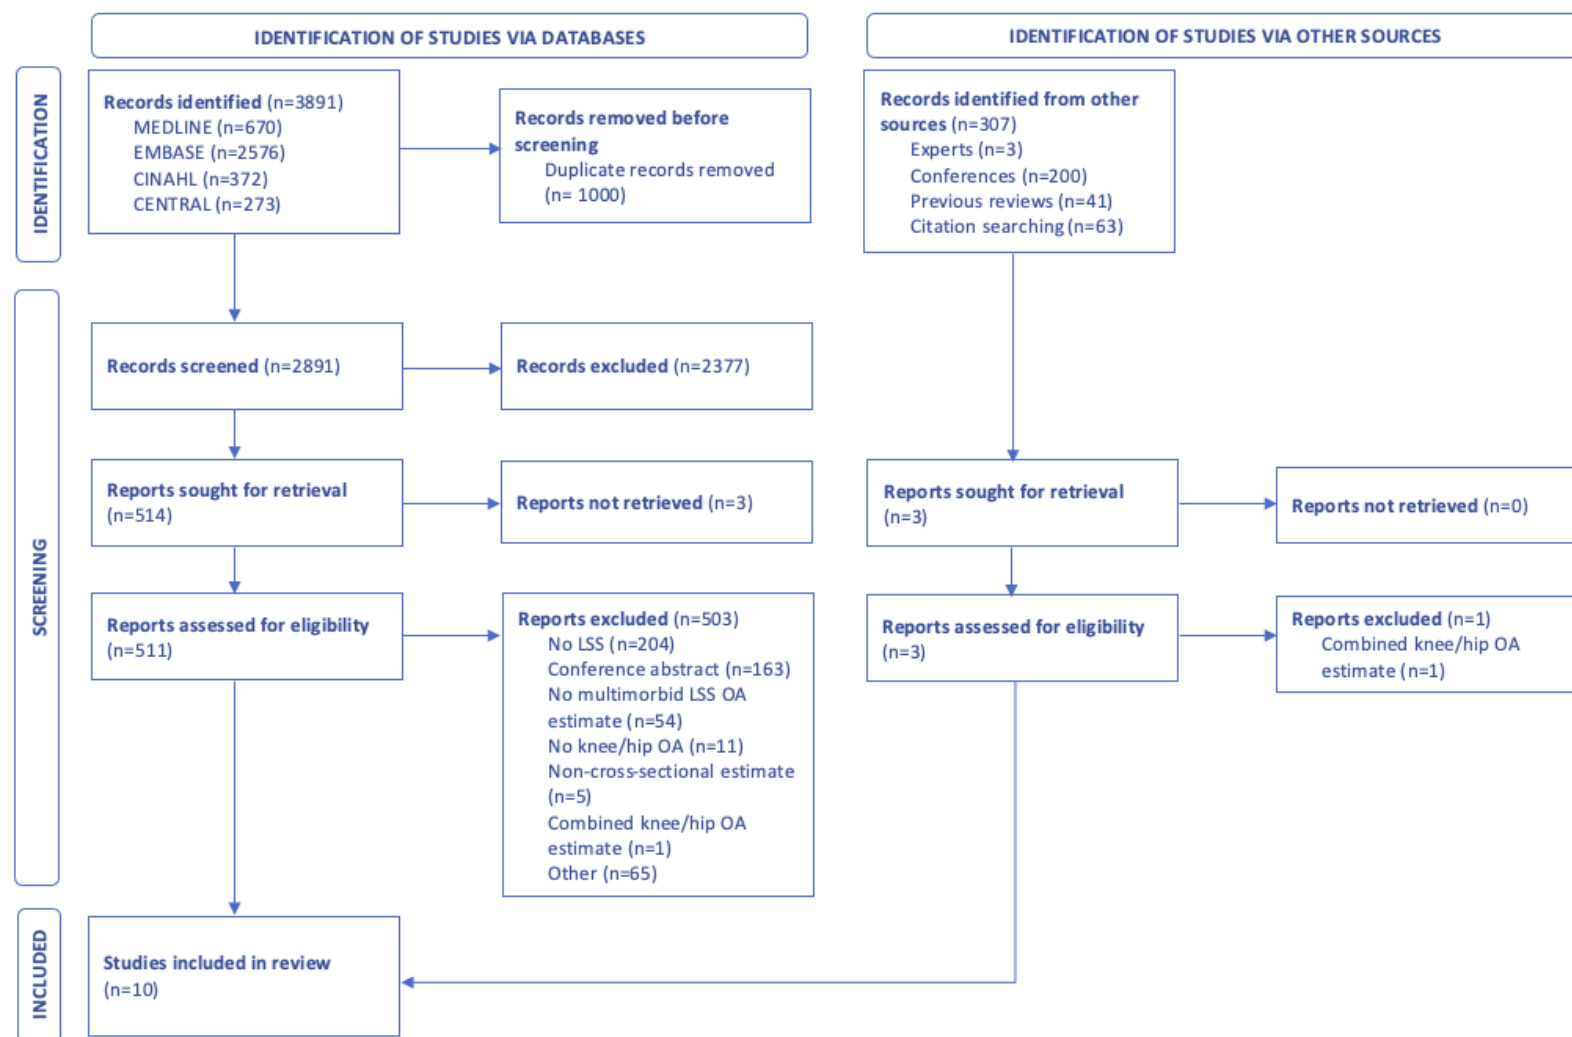 IDENTIFICATION OF STUDIES VIA DATABASES
IDENTIFICATION OF STUDIES VIA OTHER SOURCES
IDENTIFICATION
Records identified (n=3891)
MEDLINE (n=670)
EMBASE (n=2576)
CINAHL (n=372)
CENTRAL (n=273)
Records removed before
screening
Duplicate records removed
(n= 1000)
Records identified from other
sources (n=307)
Experts (n=3)
Conferences (n=200)
Previous reviews (n=41)
Citation searching (n=63)
SCREENING
Records screened (n=2891)
Records excluded (n=2377)
Reports sought for retrieval
(n=514)
Reports not retrieved (n=3)
Reports sought for retrieval
(n=3)
Reports not retrieved (n=0)
Reports assessed for eligibility
(n=511)
Reports excluded (n=503)
No LSS (n=204)
Conference abstract (n=163)
No multimorbid LSS OA
estimate (n=54)
No knee/hip OA (n=11)
Non-cross-sectional estimate
(n=5)
Combined knee/hip OA
estimate (n=1)
Other (n=65)
Reports assessed for eligibility
(n=3)
Reports excluded (n=1)
Combined knee/hip OA
estimate (n=1)
INCLUDED
Studies included in review
(n=10)